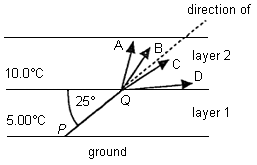 direction of
A
B
C
layer 2
10.0°C
D
25°
Q
layer 1
5.00°C
P
ground